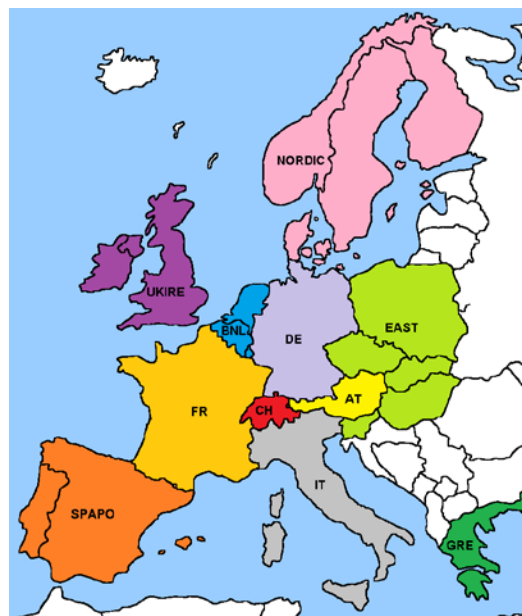 NORDIC
UKIRE
BNL
DE
EAST
FR
CH
AT
IT
SPAPO
GRE